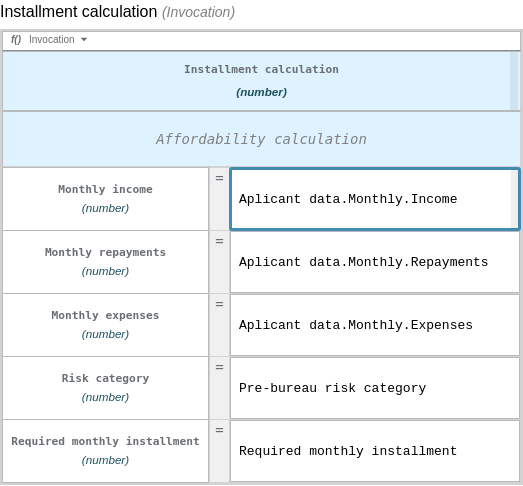 Installment calculation (Invocation)
f() Invocation
Installment calculation
(number)
Affordability calculation
Monthly income
(number)
=
Aplicant data.Monthly.Income
Monthly repayments
(number)
=
Aplicant data.Monthly.Repayments
Monthly expenses
(number)
=
Aplicant data.Monthly.Expenses
Risk category
(number)
=
Pre-bureau risk category
Required monthly installment
(number)
=
Required monthly installment